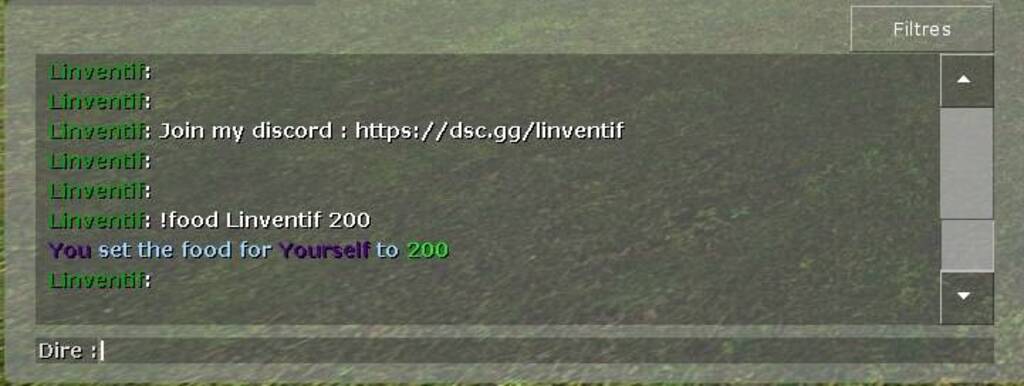 Filtres
Linventif:
Linventif:
Linventif: Join my discord : https://dsc.gg/linventif
Linventif:
Linventif:
Linventif: !food Linventif 200
You set the food for Yourself to 200
Linventif:
Dire :